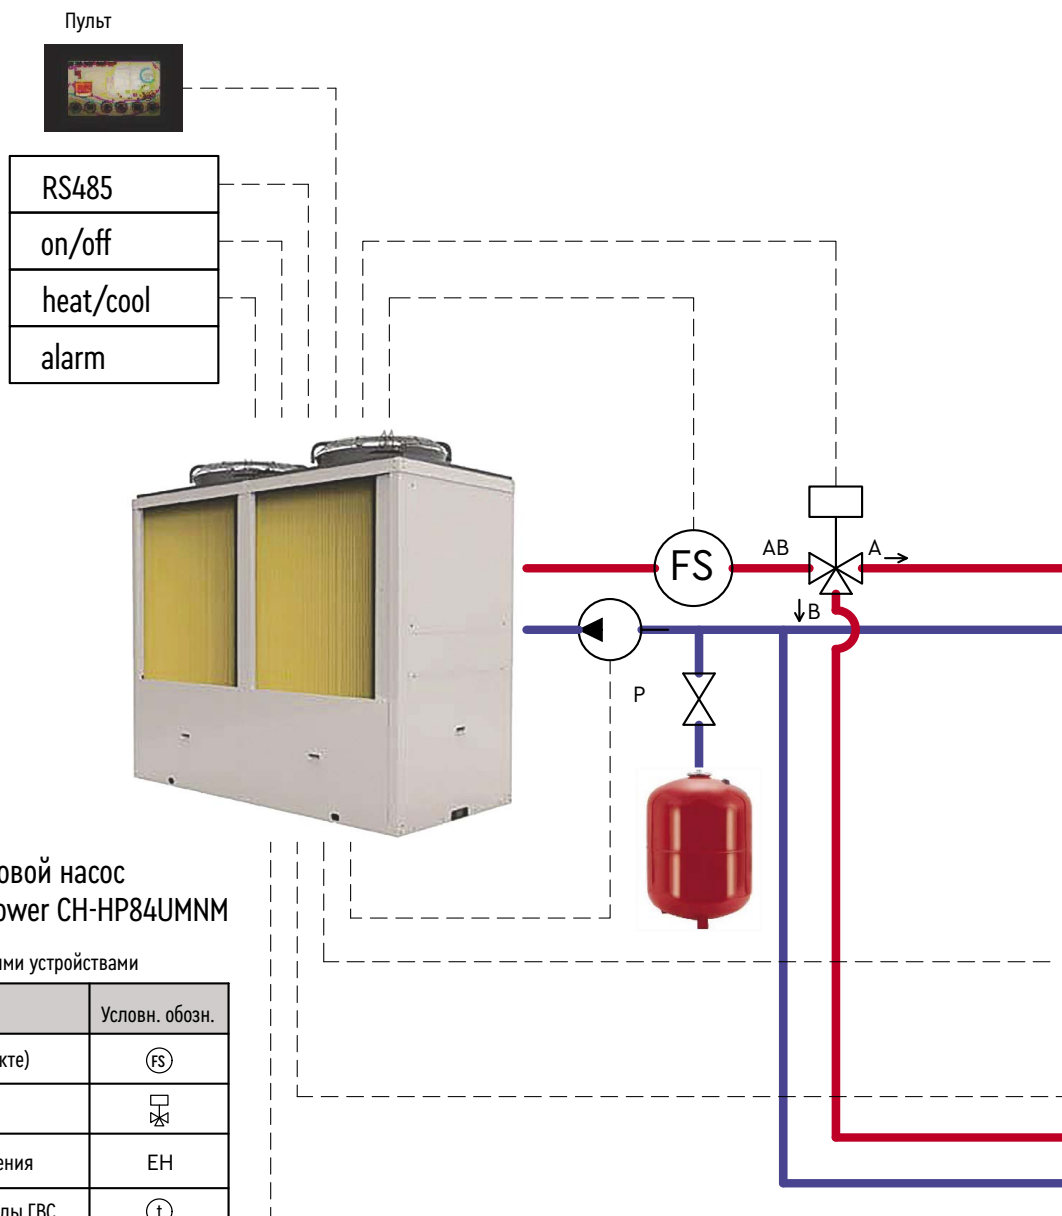 Пульт
RS485
on/off
heat/cool
alarm
FS
AB
A
B
P
овой насос
ower CH-HP84UMNM
ми устройствами
Условн. обозн.
кте)
FS
ения
EH
ды ГВС
t